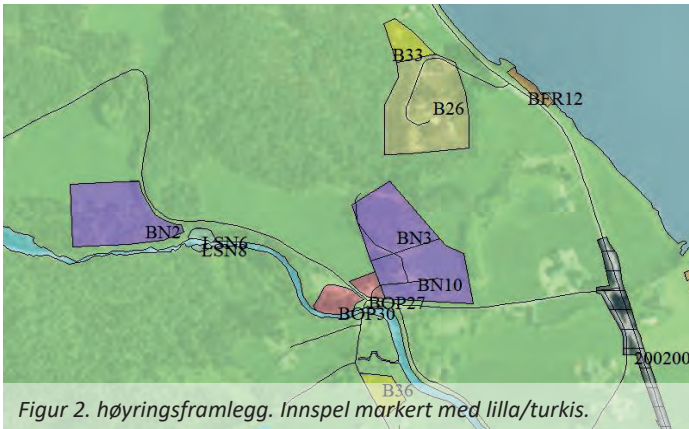 B33
B26
BFR12
BN2
LSN6
LSN8
BN3
BN10
BOP27
BOP30
200200
B36
Figur 2. høyringsframlegg. Innspel markert med lilla/turkis.